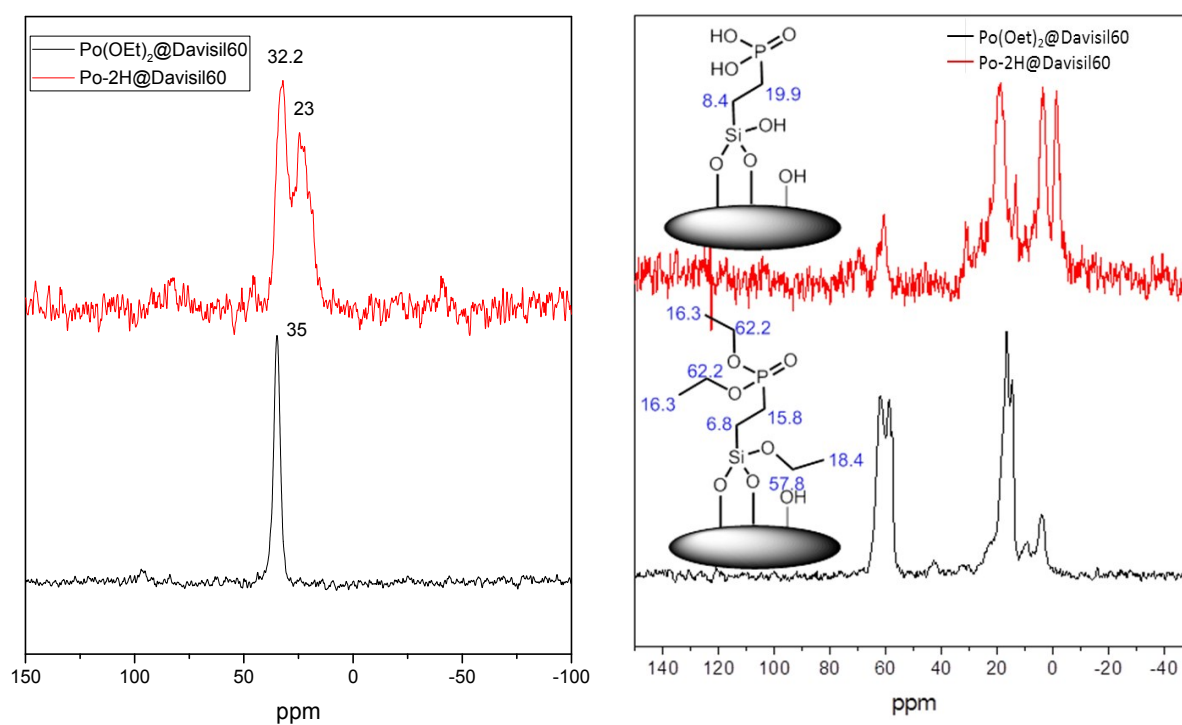 Po(OEt)₂@Davisil60
Po-2H@Davisil60
32.2
23
35
150
100
50
0
-50
-100
ppm
Po(Oet)₂@Davisil60
Po-2H@Davisil60
HO
HO
P
O
8.4
19.9
Si
OH
O
O
OH
16.3
62.2
O
O
62.2
P
O
16.3
6.8
15.8
Si
O
18.4
57.8
O
O
OH
140
120
100
80
60
40
20
0
-20
-40
ppm